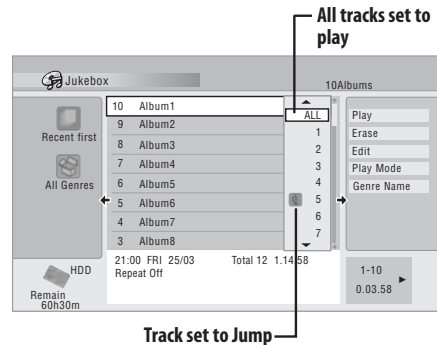 All tracks set to
play
Jukebox
10Albums
Recent first
All Genres
10 Album1
9 Album2
8 Album3
7 Album4
6 Album5
5 Album6
4 Album7
3 Album8
ALL
1
2
3
4
5
6
7
Play
Erase
Edit
Play Mode
Genre Name
HDD
Remain
60h30m
21:00 FRI 25/03 Total 12 1.14.58
Repeat Off
1-10
0.03.58
Track set to Jump